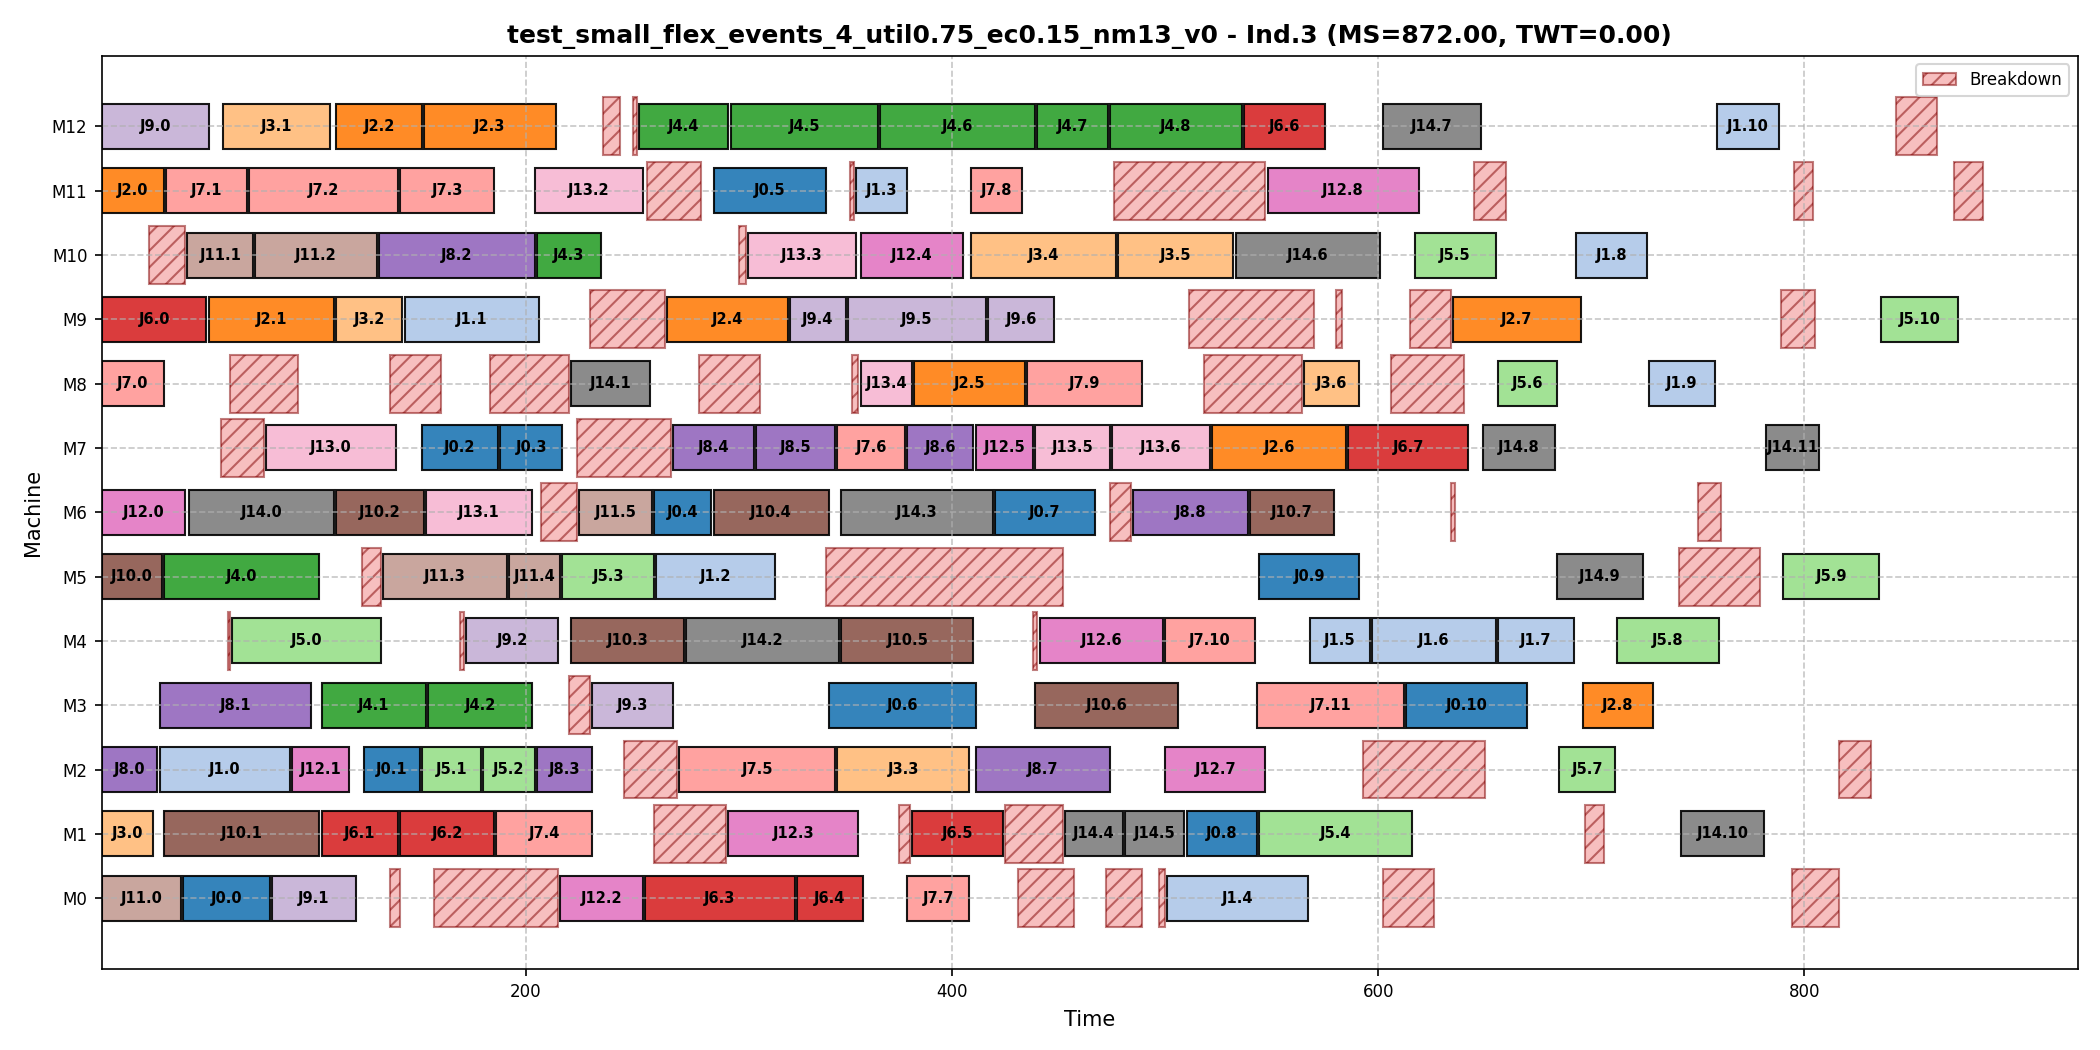 test_small_flex_events_4_util0.75_ec0.15_nm13_v0 - Ind.3 (MS=872.00, TWT=0.00)
Breakdown
M12 J9.0 J3.1 J2.2 J2.3 J4.4 J4.5 J4.6 J4.7 J4.8 J6.6 J14.7 J1.10
M11 J2.0 J7.1 J7.2 J7.3 J13.2 J0.5 J1.3 J7.8 J12.8
M10 J11.1 J11.2 J8.2 J4.3 J13.3 J12.4 J3.4 J3.5 J14.6 J5.5 J1.8
M9 J6.0 J2.1 J3.2 J1.1 J2.4 J9.4 J9.5 J9.6 J2.7 J5.10
M8 J7.0 J14.1 J13.4 J2.5 J7.9 J3.6 J5.6 J1.9
M7 J13.0 J0.2 J0.3 J8.4 J8.5 J7.6 J8.6 J12.5 J13.5 J13.6 J2.6 J6.7 J14.8 J14.11
M6 J12.0 J14.0 J10.2 J13.1 J11.5 J0.4 J10.4 J14.3 J0.7 J8.8 J10.7
M5 J10.0 J4.0 J11.3 J11.4 J5.3 J1.2 J0.9 J14.9 J5.9
M4 J5.0 J9.2 J10.3 J14.2 J10.5 J12.6 J7.10 J1.5 J1.6 J1.7 J5.8
M3 J8.1 J4.1 J4.2 J9.3 J0.6 J10.6 J7.11 J0.10 J2.8
M2 J8.0 J1.0 J12.1 J0.1 J5.1 J5.2 J8.3 J7.5 J3.3 J8.7 J12.7 J5.7
M1 J3.0 J10.1 J6.1 J6.2 J7.4 J12.3 J6.5 J14.4 J14.5 J0.8 J5.4 J14.10
M0 J11.0 J0.0 J9.1 J12.2 J6.3 J6.4 J7.7 J1.4
Machine
200 400 600 800
Time